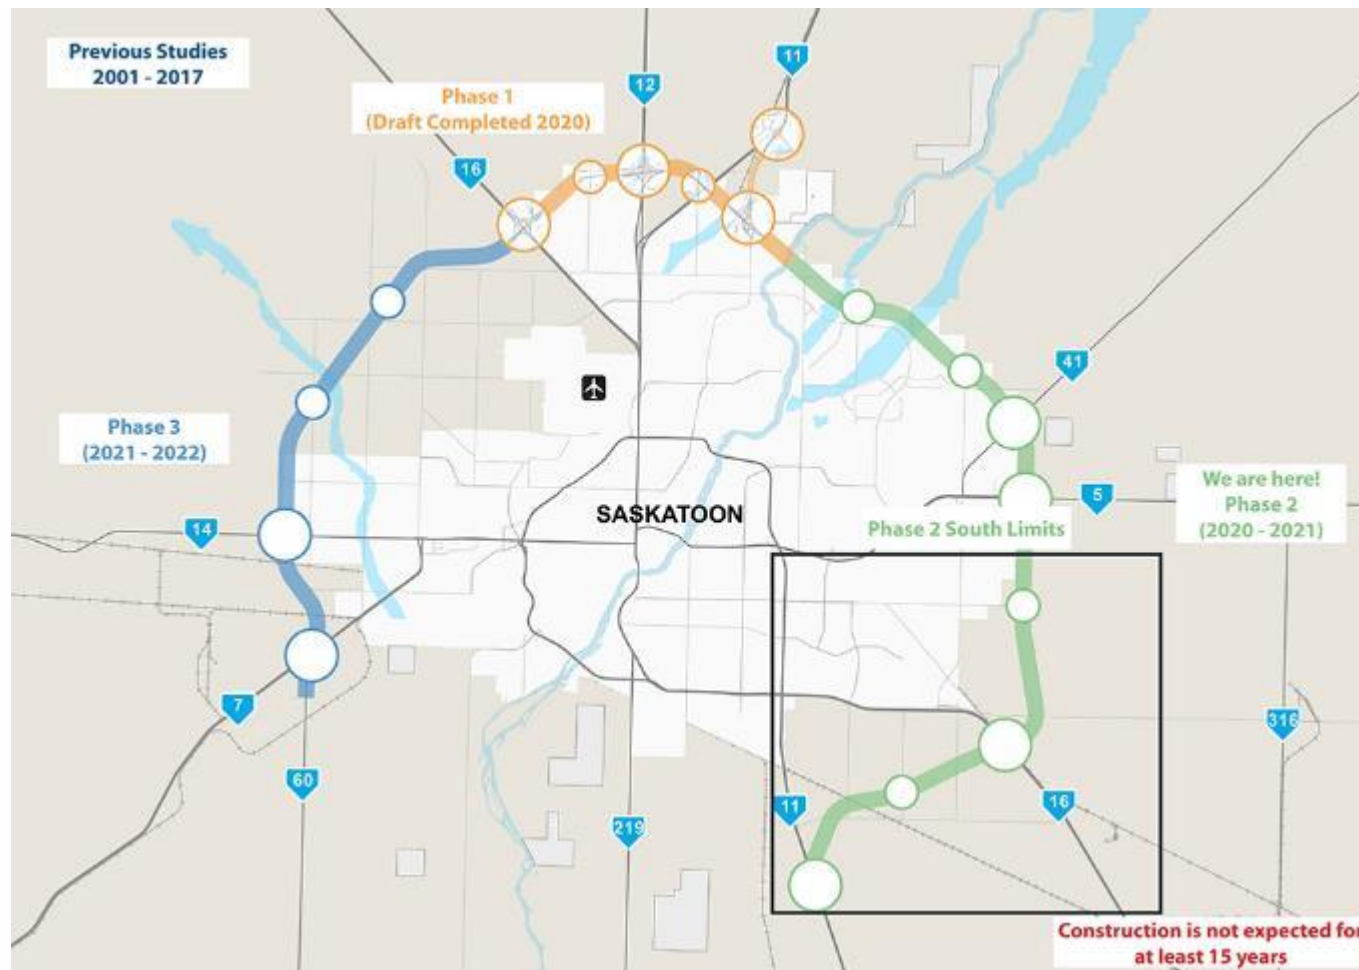 Previous Studies
2001 - 2017
Phase 1
(Draft Completed 2020)
12
11
16
41
Phase 3
(2021 - 2022)
We are here!
Phase 2
(2020 - 2021)
5
14
SASKATOON
Phase 2 South Limits
7
316
60
11
16
219
Construction is not expected for
at least 15 years